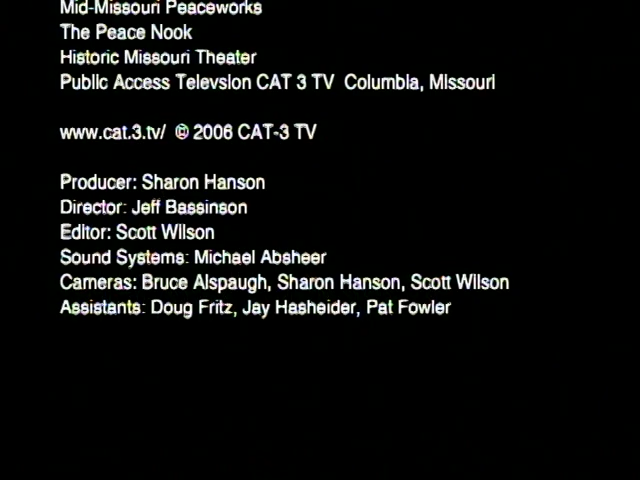 Mid-Missouri Peaceworks
The Peace Nook
Historic Missouri Theater
Public Access Televsion CAT 3 TV Columbia, Missouri
www.cat.3.tv/ © 2006 CAT-3 TV
Producer: Sharon Hanson
Director: Jeff Bassinson
Editor: Scott Wilson
Sound Systems: Michael Absheer
Cameras: Bruce Alspaugh, Sharon Hanson, Scott Wilson
Assistants: Doug Fritz, Jay Hasheider, Pat Fowler